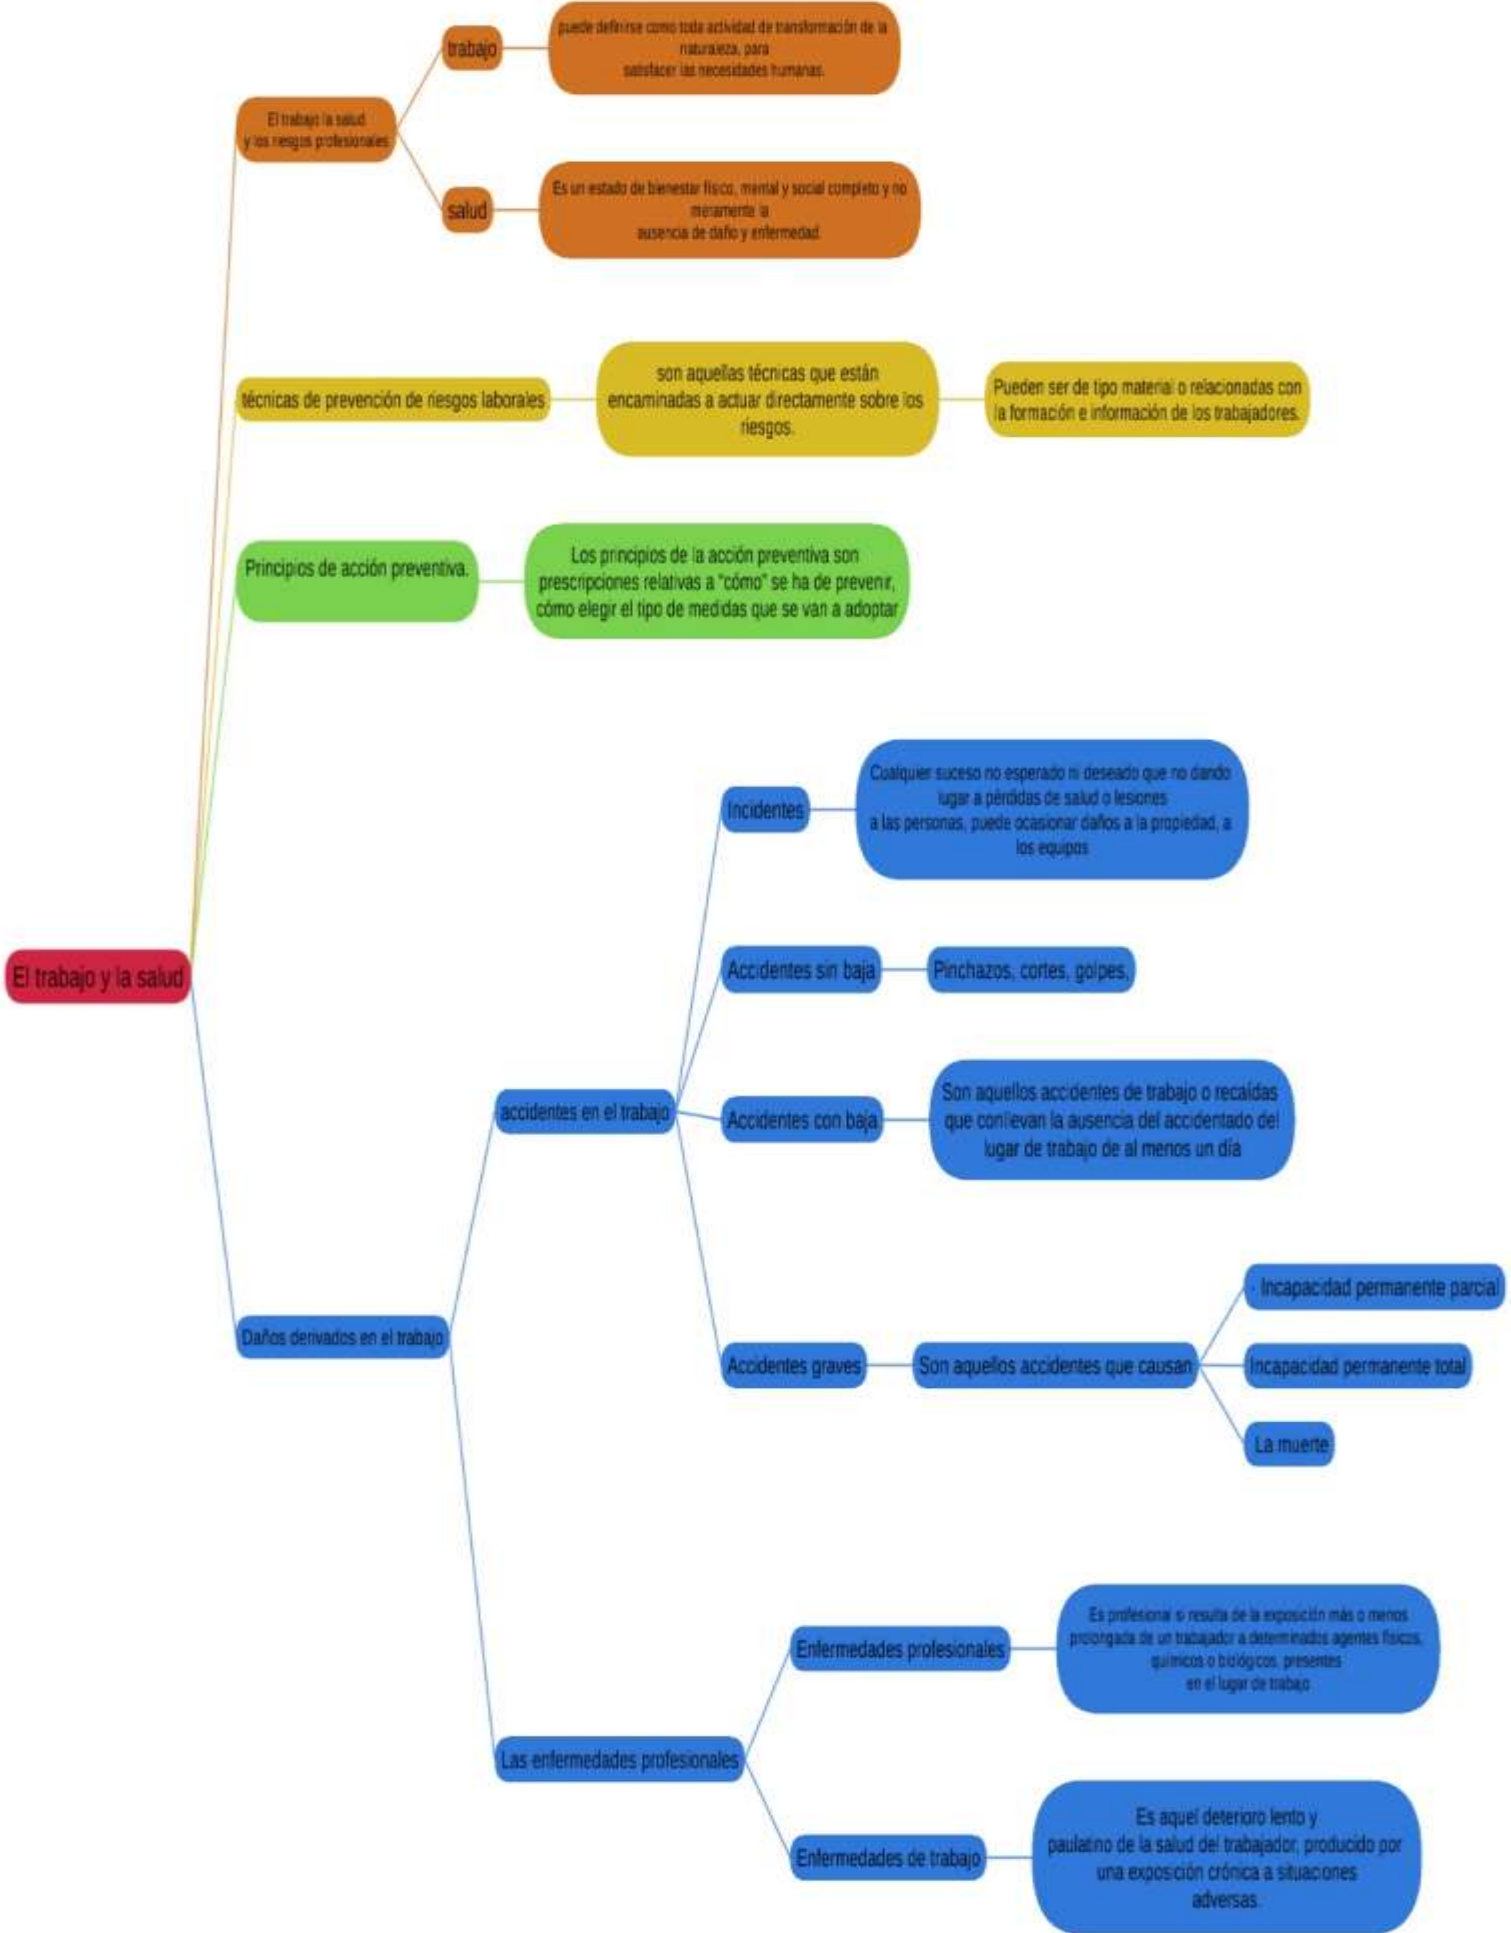 trabajo
puede definirse como toda actividad de transformación de la
naturaleza, para
satisfacer las necesidades humanas.
El trabajo la salud
y los riesgos profesionales
salud
Es un estado de bienestar físico, mental y social completo y no
meramente la
ausencia de daño y enfermedad.
técnicas de prevención de riesgos laborales
son aquellas técnicas que están
encaminadas a actuar directamente sobre los
riesgos.
Pueden ser de tipo material o relacionadas con
la formación e información de los trabajadores.
Principios de acción preventiva.
Los principios de la acción preventiva son
prescripciones relativas a "cómo" se ha de prevenir,
cómo elegir el tipo de medidas que se van a adoptar
El trabajo y la salud
Daños derivados en el trabajo
accidentes en el trabajo
Incidentes
Cualquier suceso no esperado ni deseado que no dando
lugar a pérdidas de salud o lesiones
a las personas, puede ocasionar daños a la propiedad, a
los equipos
Accidentes sin baja
Pinchazos, cortes, golpes,
Accidentes con baja
Son aquellos accidentes de trabajo o recaídas
que conllevan la ausencia del accidentado del
lugar de trabajo de al menos un día
Accidentes graves
Son aquellos accidentes que causan
· Incapacidad permanente parcial
Incapacidad permanente total
La muerte
Las enfermedades profesionales
Enfermedades profesionales
Es profesional si resulta de la exposición más o menos
prolongada de un trabajador a determinados agentes físicos,
químicos o biológicos, presentes
en el lugar de trabajo
Enfermedades de trabajo
Es aquel deterioro lento y
paulatino de la salud del trabajador, producido por
una exposición crónica a situaciones
adversas.